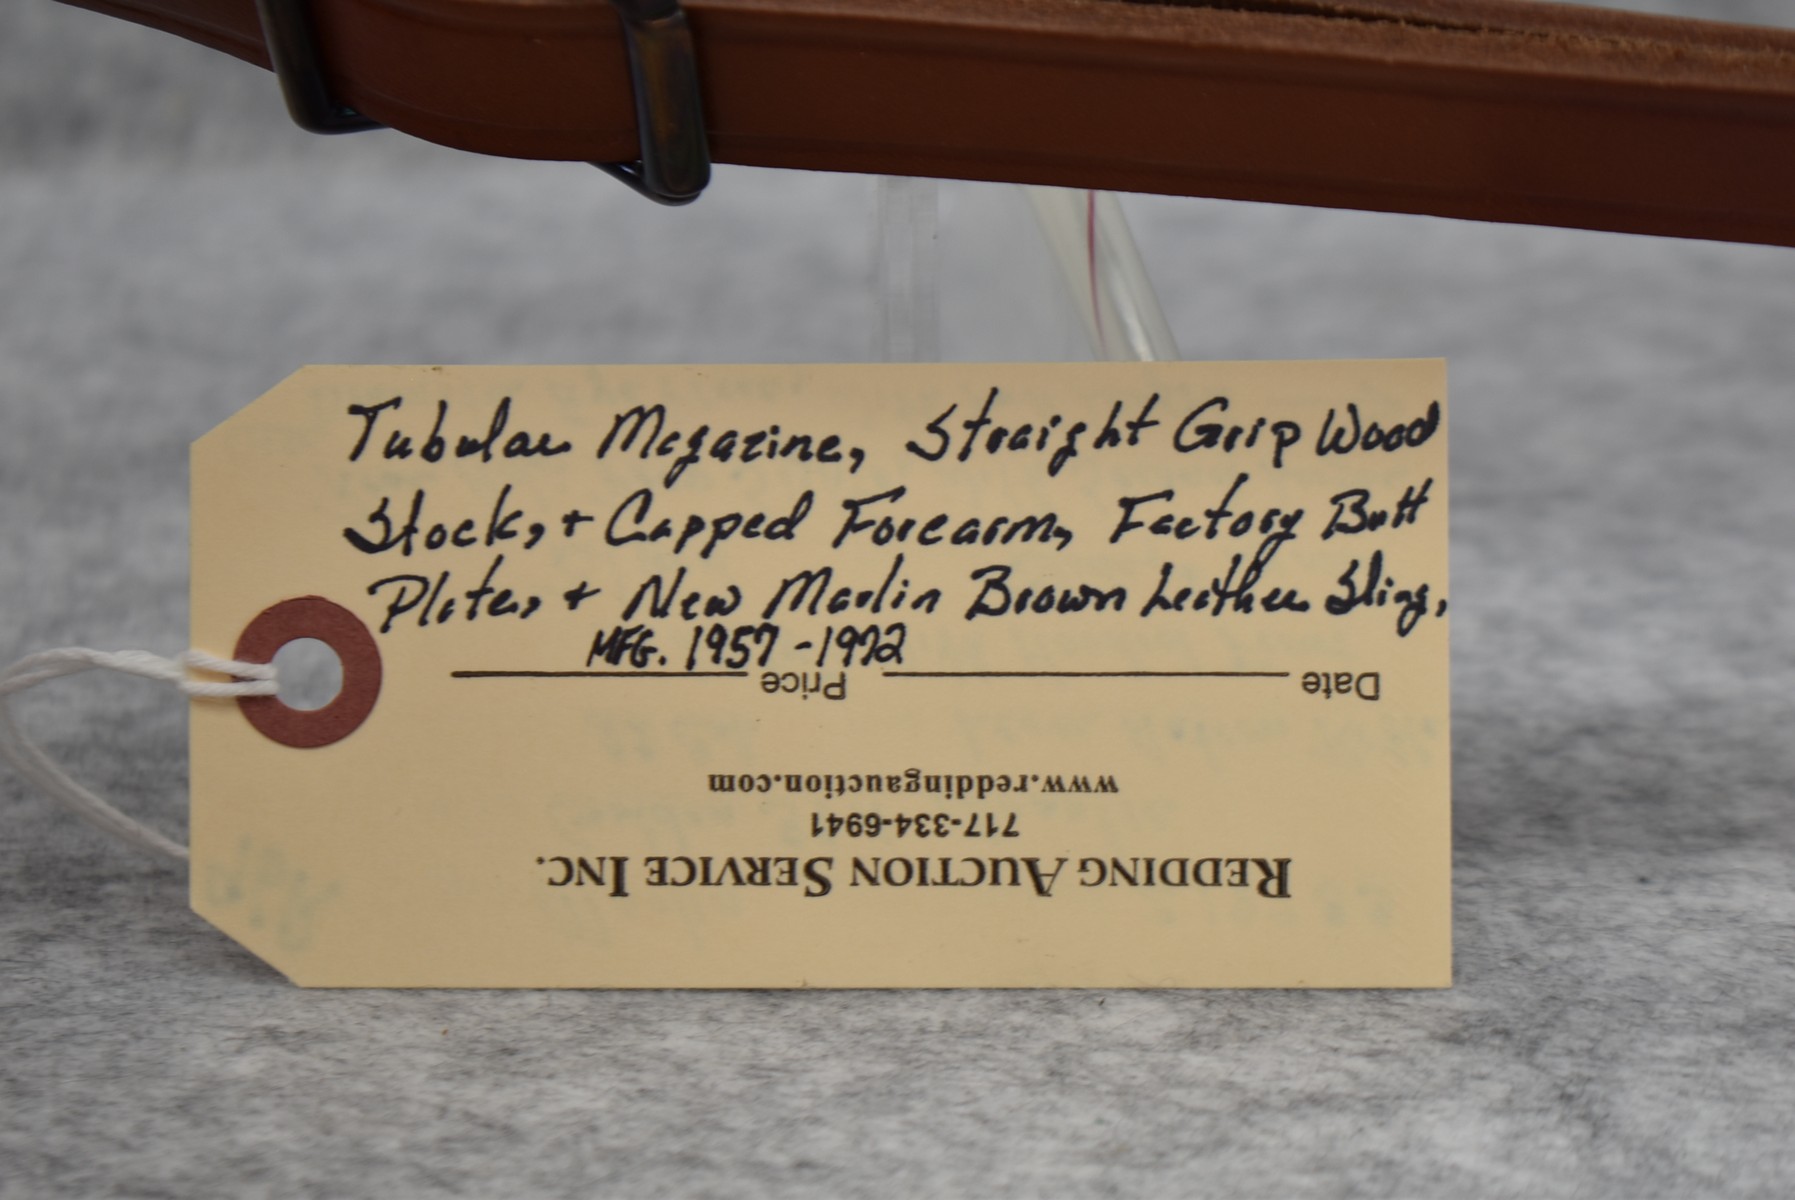 Tubular Magazine, Straight Grip Wood
Stock, + Capped Forearm, Factory Butt
Plate, + New Marlin Brown Leather Sling,
MFG. 1957-1972
Date Price
www.reddingauction.com
717-334-6941
REDDING AUCTION SERVICE INC.